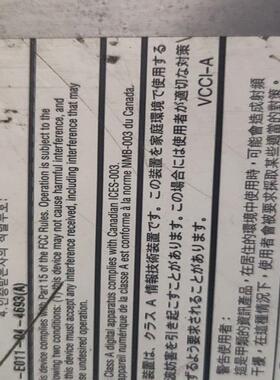 -E011-04-4693(A)
is device complies with Part 15 of the FCC Rules. Operation is subject to the
lowing two conditions. (1)This device may not cause harmful interference, and
this device must accept any interference received, including interference that may
se undesired operation.
Class A digital apparatus complies with Canadian ICES-003.
appareil numérique de la classe A est conforme à la norme NMB-003 du Canada.
装置は、クラス A 情報技術装置です。この装置を家庭環境で使用する
波妨害を引き起こすことがあります。この場合には使用者が適切な対策
ずるよう要求されることがあります。 VCCI-A
警告使用者：
這是甲類的資訊產品，在居住的環境中使用時，可能會造成射頻
干擾，在這種情況下，使用者會被要求採取某些適當的對策。